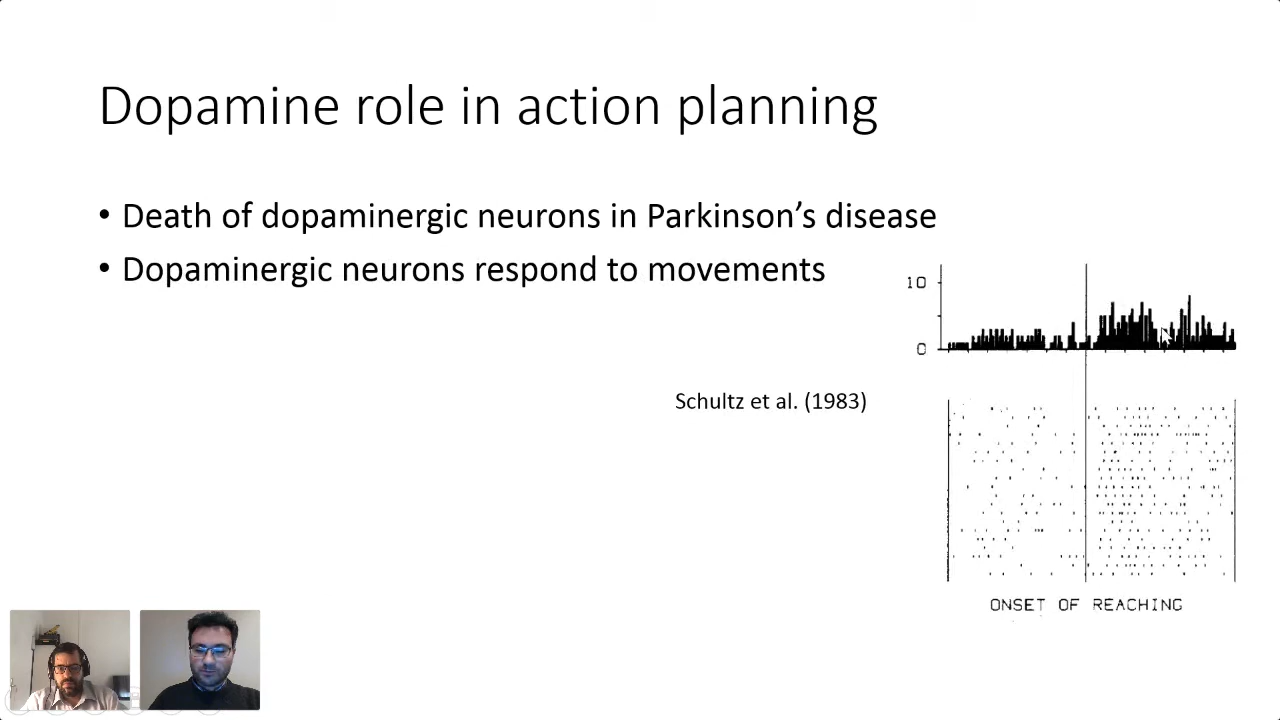 Dopamine role in action planning
• Death of dopaminergic neurons in Parkinson’s disease
• Dopaminergic neurons respond to movements
10
0
Schultz et al. (1983)
ONSET OF REACHING